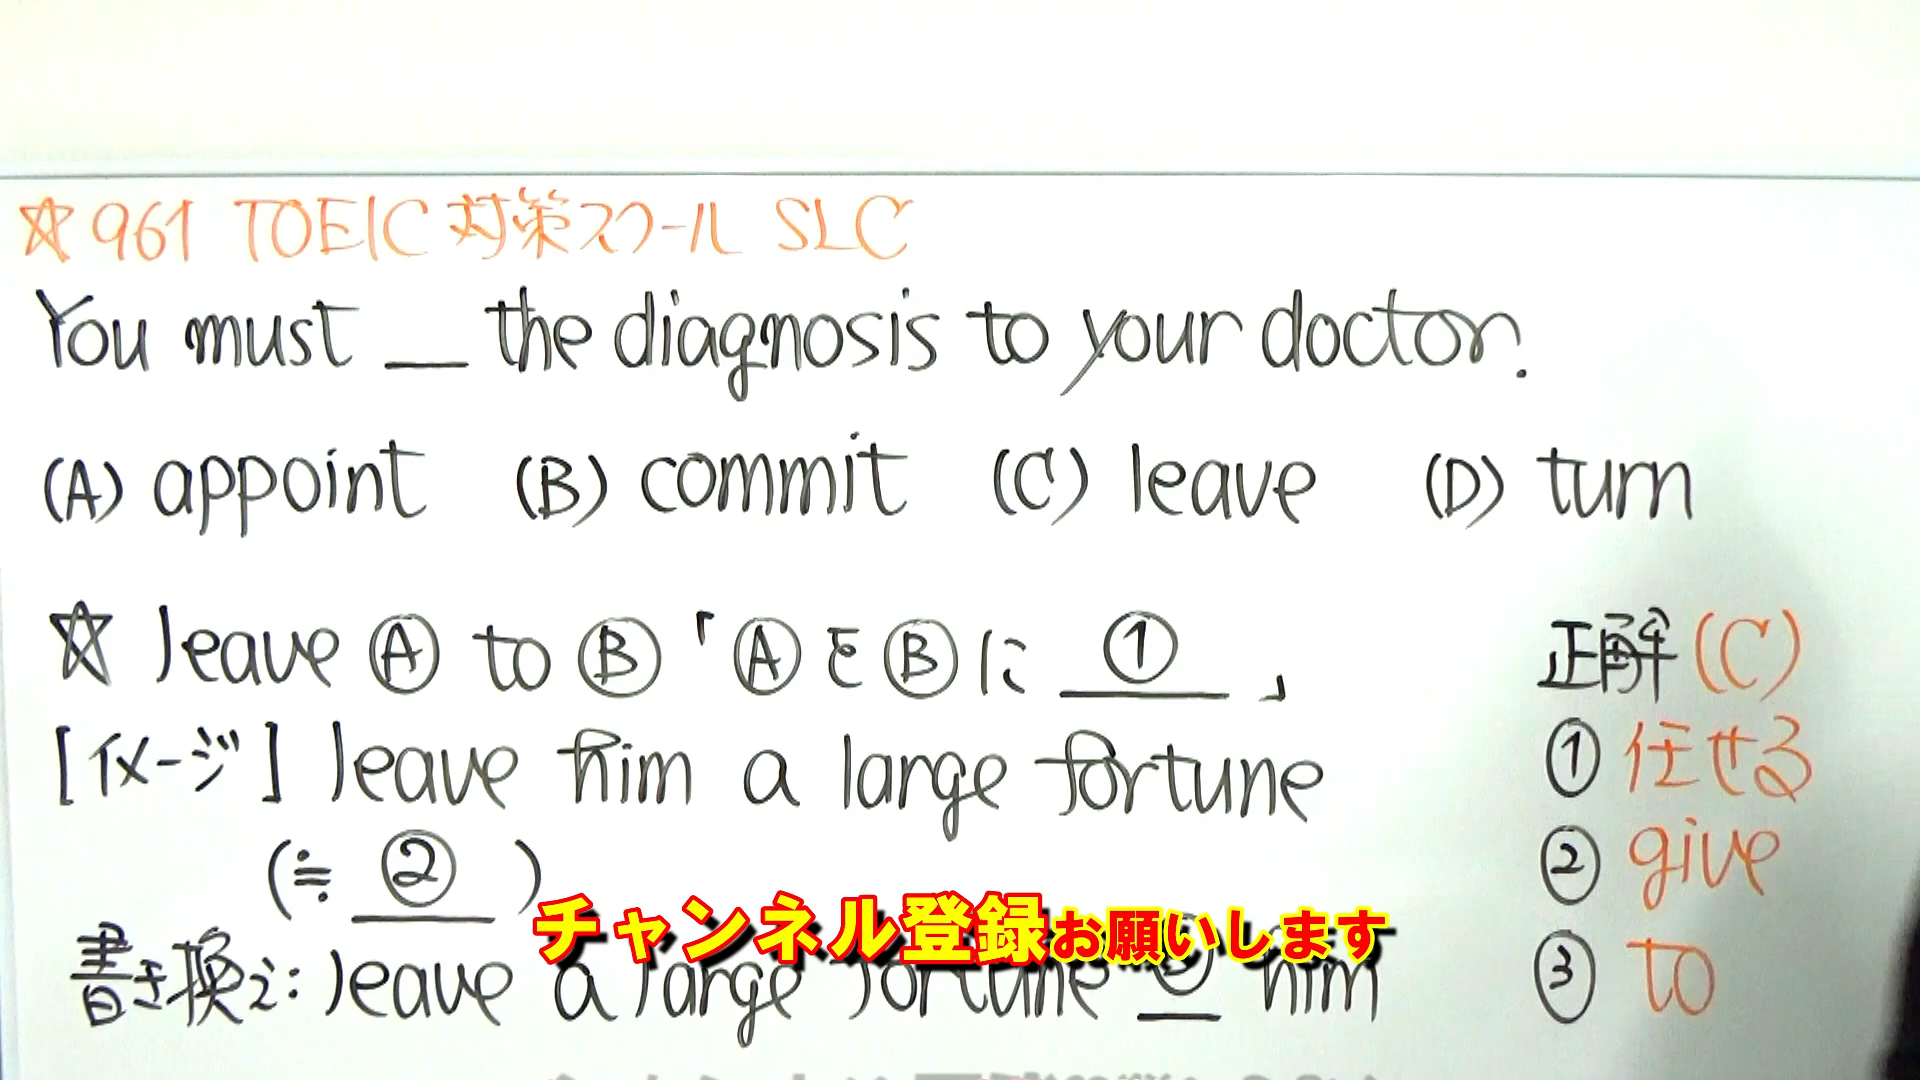 ☆961 TOEIC対策スクール SLC
You must __ the diagnosis to your doctor.
(A) appoint (B) commit (C) leave (D) turn
☆ leave Ⓐ to Ⓑ 「ⒶをⒷに ① 」
[イメージ] leave him a large fortune
(≒ ② )
書き換え: leave a large fortune ③ him
正解 (C)
① 任せる
② give
③ to
チャンネル登録お願いします